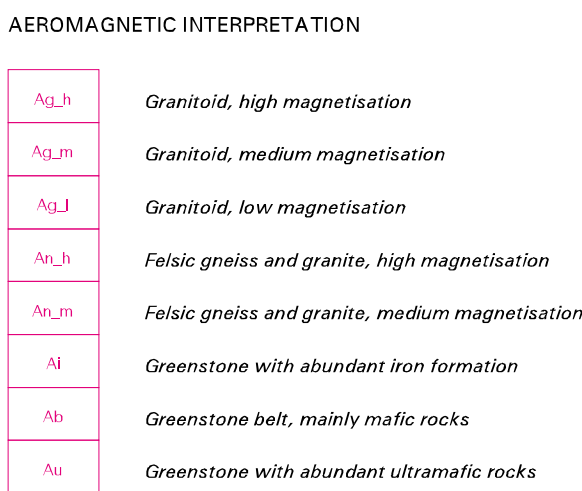 AEROMAGNETIC INTERPRETATION
Ag_h Granitoid, high magnetisation
Ag_m Granitoid, medium magnetisation
Ag_l Granitoid, low magnetisation
An_h Felsic gneiss and granite, high magnetisation
An_m Felsic gneiss and granite, medium magnetisation
Ai Greenstone with abundant iron formation
Ab Greenstone belt, mainly mafic rocks
Au Greenstone with abundant ultramafic rocks